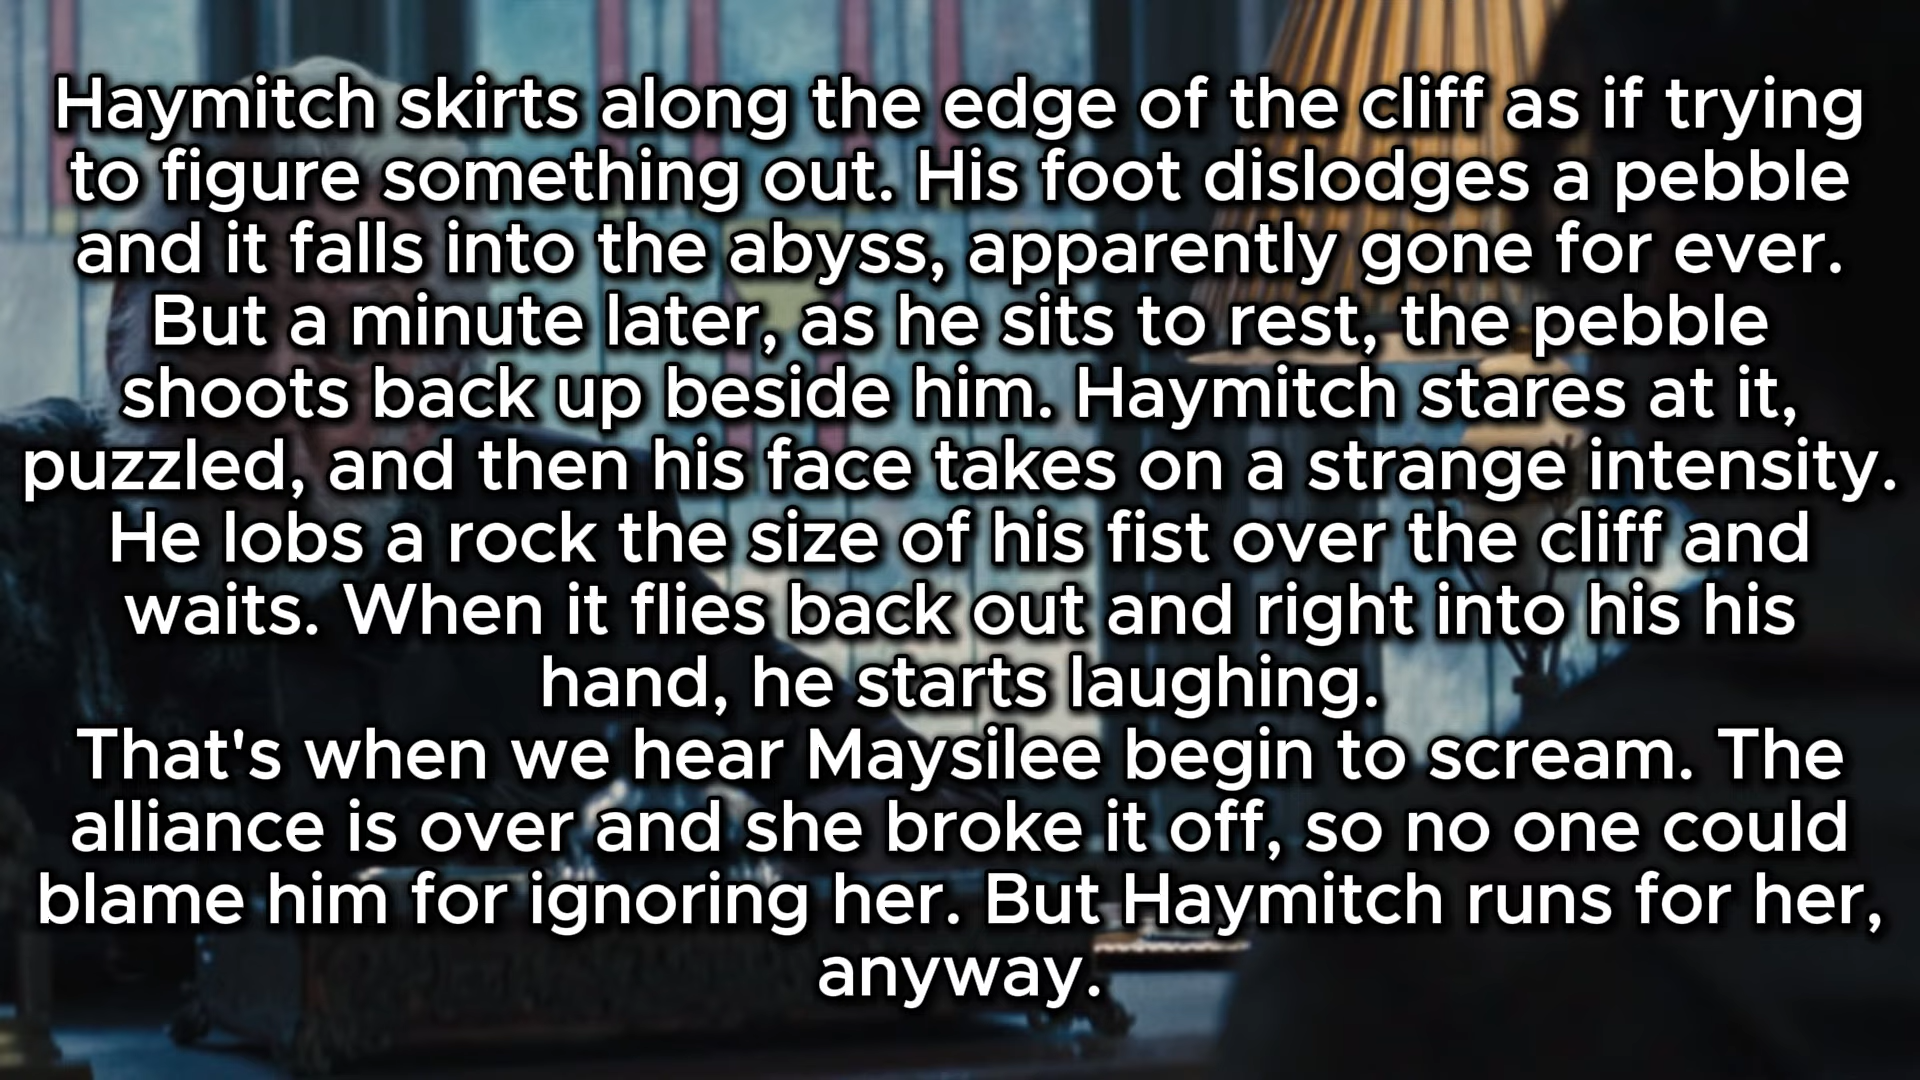 Haymitch skirts along the edge of the cliff as if trying
to figure something out. His foot dislodges a pebble
and it falls into the abyss, apparently gone for ever.
But a minute later, as he sits to rest, the pebble
shoots back up beside him. Haymitch stares at it,
puzzled, and then his face takes on a strange intensity.
He lobs a rock the size of his fist over the cliff and
waits. When it flies back out and right into his his
hand, he starts laughing.
That's when we hear Maysilee begin to scream. The
alliance is over and she broke it off, so no one could
blame him for ignoring her. But Haymitch runs for her,
anyway.